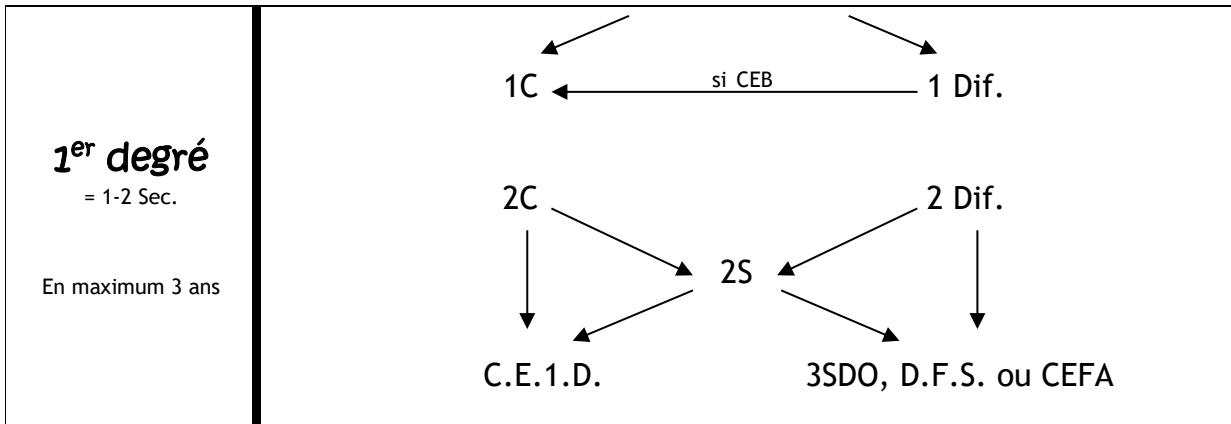 1er degré
= 1-2 Sec.
En maximum 3 ans
1C
si CEB
1 Dif.
2C
2 Dif.
2S
C.E.1.D.
3SDO, D.F.S. ou CEFA